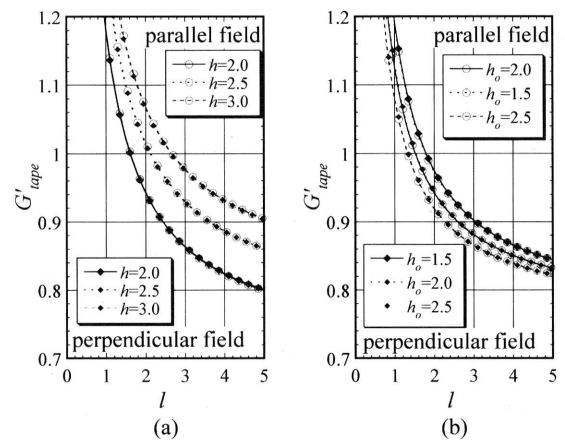 1.2
1.1
1
0.9
0.8
0.7
G'tape
parallel field
h=2.0
h=2.5
h=3.0
h=2.0
h=2.5
h=3.0
perpendicular field
0 1 2 3 4 5
l
(a)
1.2
1.1
1
0.9
0.8
0.7
G'tape
parallel field
ho=2.0
ho=1.5
ho=2.5
ho=1.5
ho=2.0
ho=2.5
perpendicular field
0 1 2 3 4 5
l
(b)